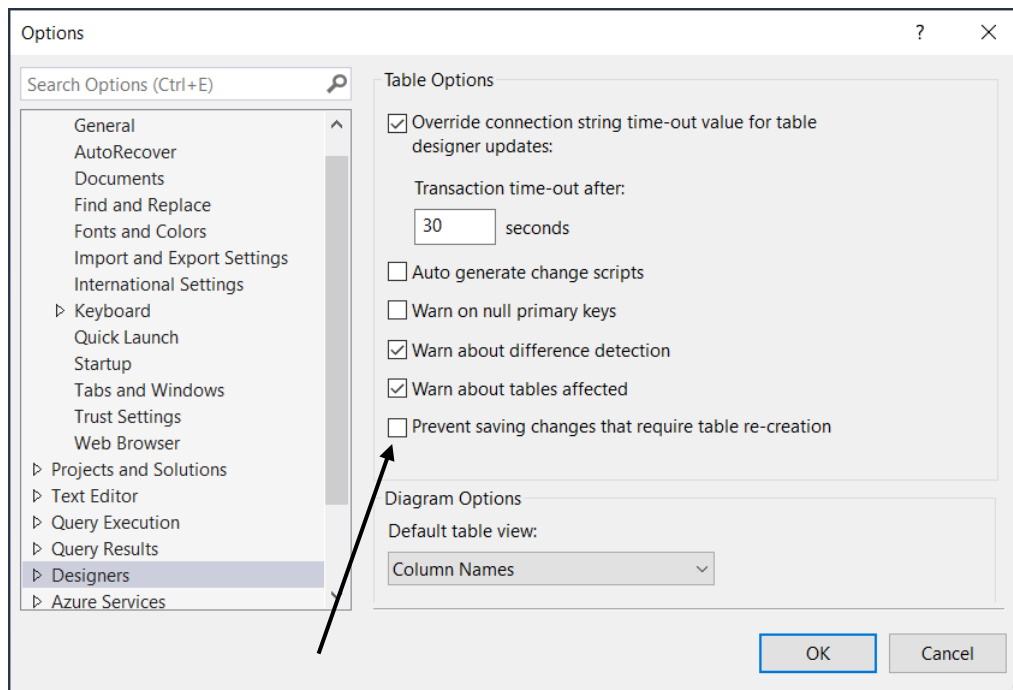 Options
?
Search Options (Ctrl+E)
General
AutoRecover
Documents
Find and Replace
Fonts and Colors
Import and Export Settings
International Settings
Keyboard
Quick Launch
Startup
Tabs and Windows
Trust Settings
Web Browser
Projects and Solutions
Text Editor
Query Execution
Query Results
Designers
Azure Services
Table Options
Override connection string time-out value for table
designer updates:
Transaction time-out after:
30 seconds
Auto generate change scripts
Warn on null primary keys
Warn about difference detection
Warn about tables affected
Prevent saving changes that require table re-creation
Diagram Options
Default table view:
Column Names
OK
Cancel